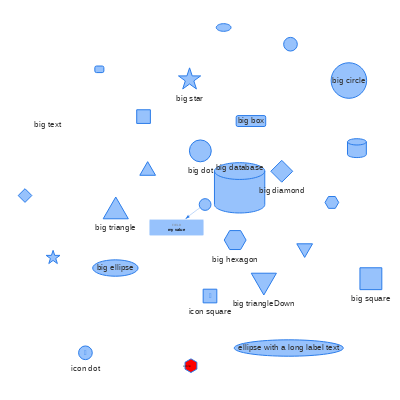 big circle
big star
big box
big text
big dot
big database
big diamond
big triangle
my value
big hexagon
big ellipse
big square
big triangleDown
icon square
ellipse with a long label text
icon dot